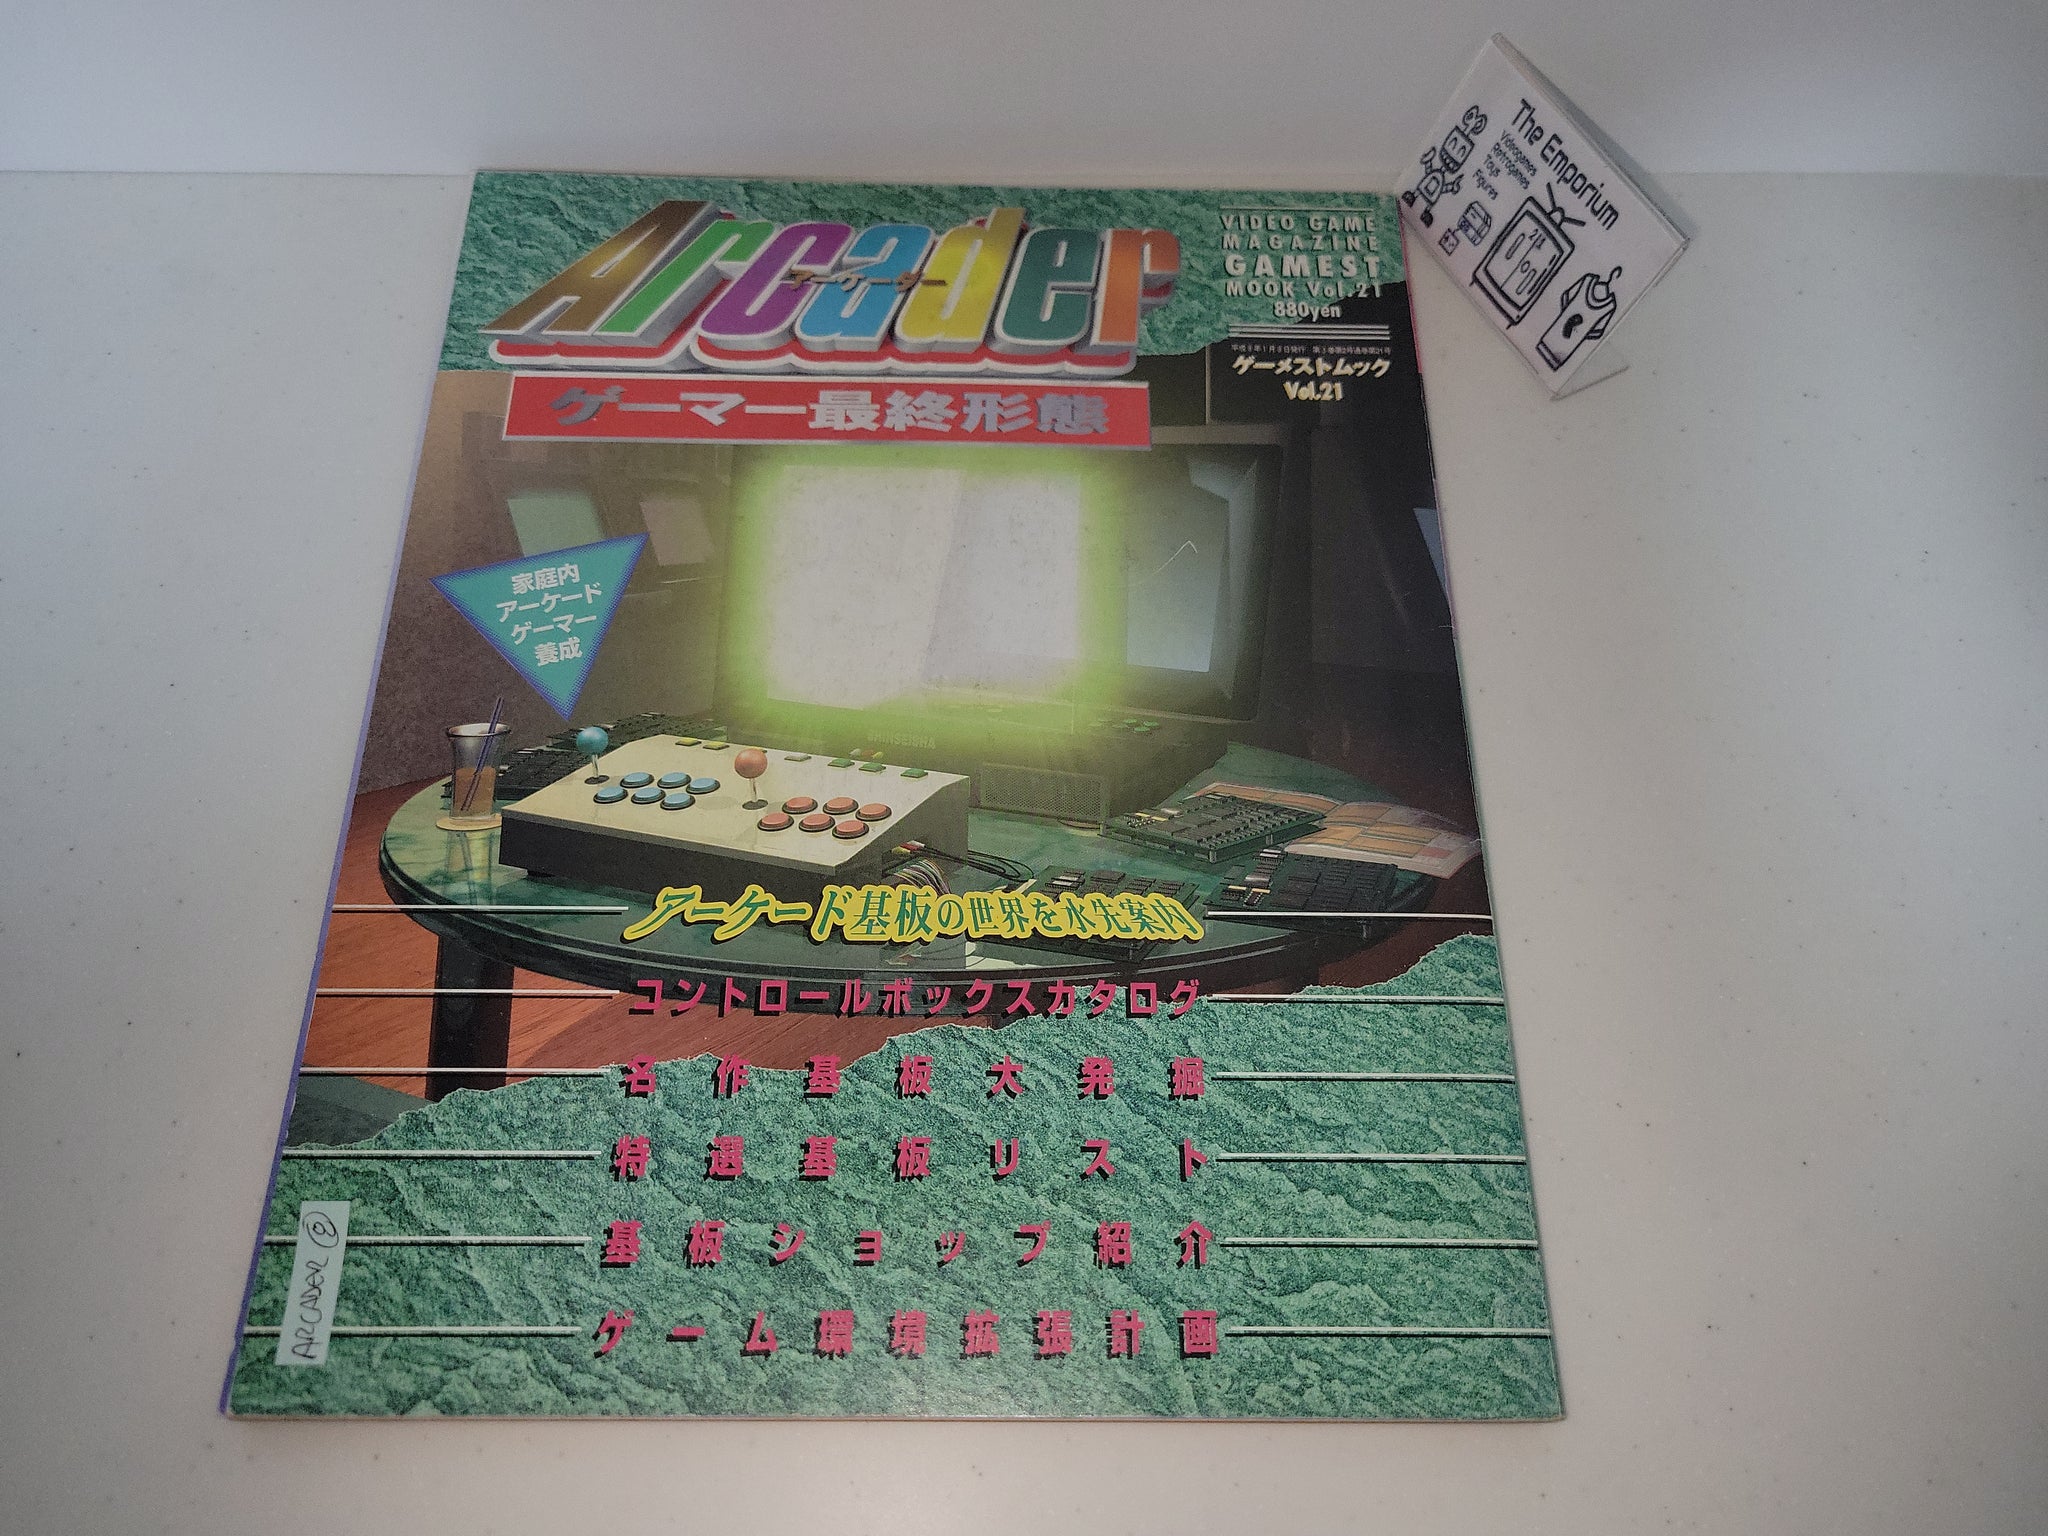 Arcader
アーケーダー
ゲーマー最終形態
VIDEO GAME
MAGAZINE
GAMEST
MOOK Vol.21
880yen
ゲーメストムック
Vol.21
家庭内
アーケード
ゲーマー
養成
アーケード基板の世界を水先案内
コントロールボックスカタログ
名作基板大発掘
特選基板リスト
基板ショップ紹介
ゲーム環境拡張計画
ARCADER 8
The Emporium
Videogames
Retrogames
Toys
Figures